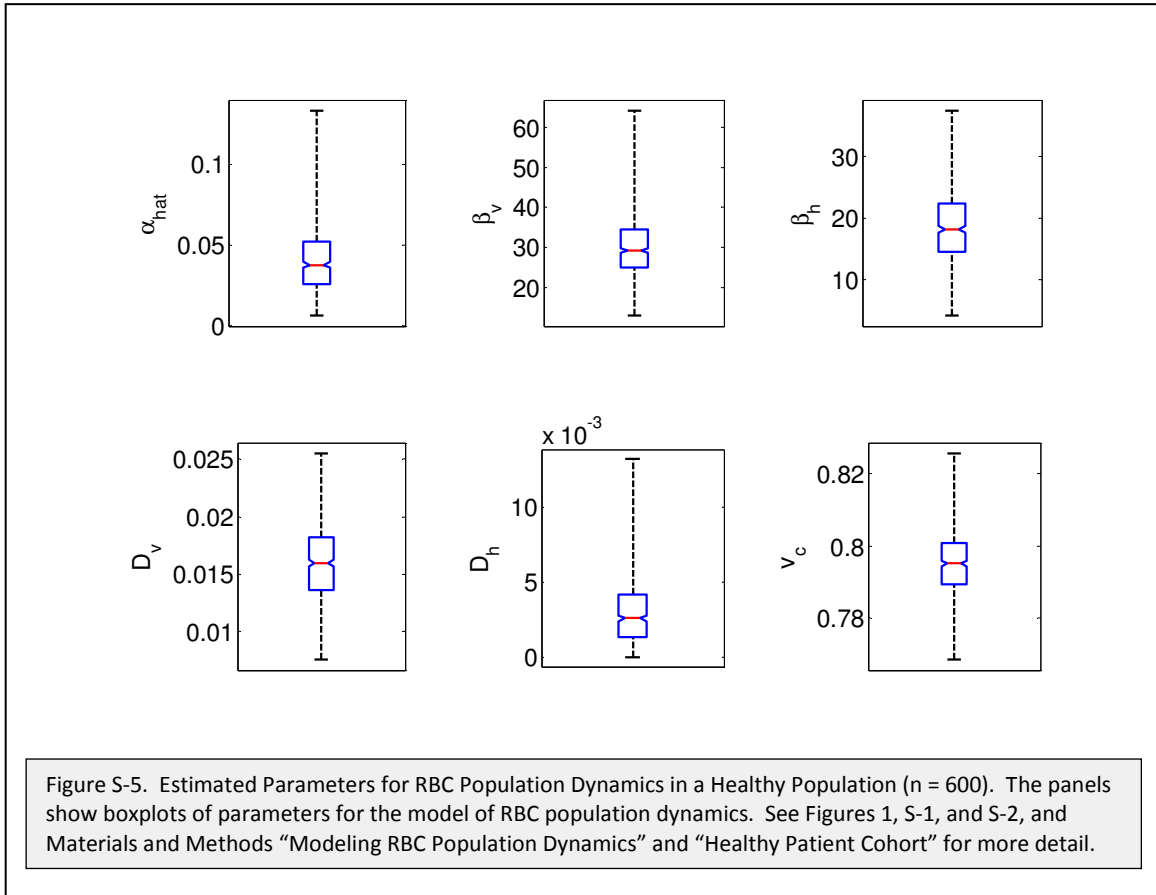 0.1
0.05
0
α_hat
60
50
40
30
20
β_v
30
20
10
β_h
0.025
0.02
0.015
0.01
D_v
x 10^-3
10
5
0
D_h
0.82
0.8
0.78
v_c
Figure S-5. Estimated Parameters for RBC Population Dynamics in a Healthy Population (n = 600). The panels
show boxplots of parameters for the model of RBC population dynamics. See Figures 1, S-1, and S-2, and
Materials and Methods “Modeling RBC Population Dynamics” and “Healthy Patient Cohort” for more detail.